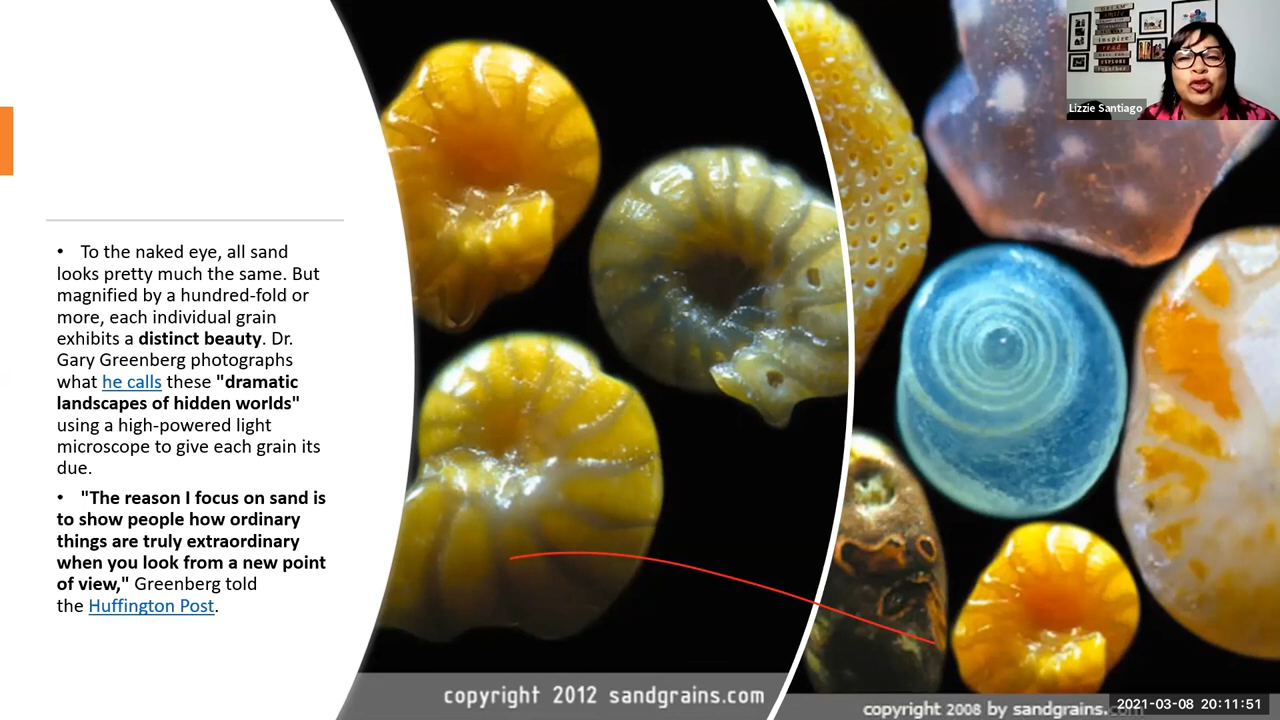 • To the naked eye, all sand
looks pretty much the same. But
magnified by a hundred-fold or
more, each individual grain
exhibits a distinct beauty. Dr.
Gary Greenberg photographs
what he calls these "dramatic
landscapes of hidden worlds"
using a high-powered light
microscope to give each grain its
due.
• "The reason I focus on sand is
to show people how ordinary
things are truly extraordinary
when you look from a new point
of view," Greenberg told
the Huffington Post.
copyright 2012 sandgrains.com
copyright 2008 by sandgrains.
inspire
read
EXPLORE
together
Lizzie Santiago
2021-03-08 20:11:51